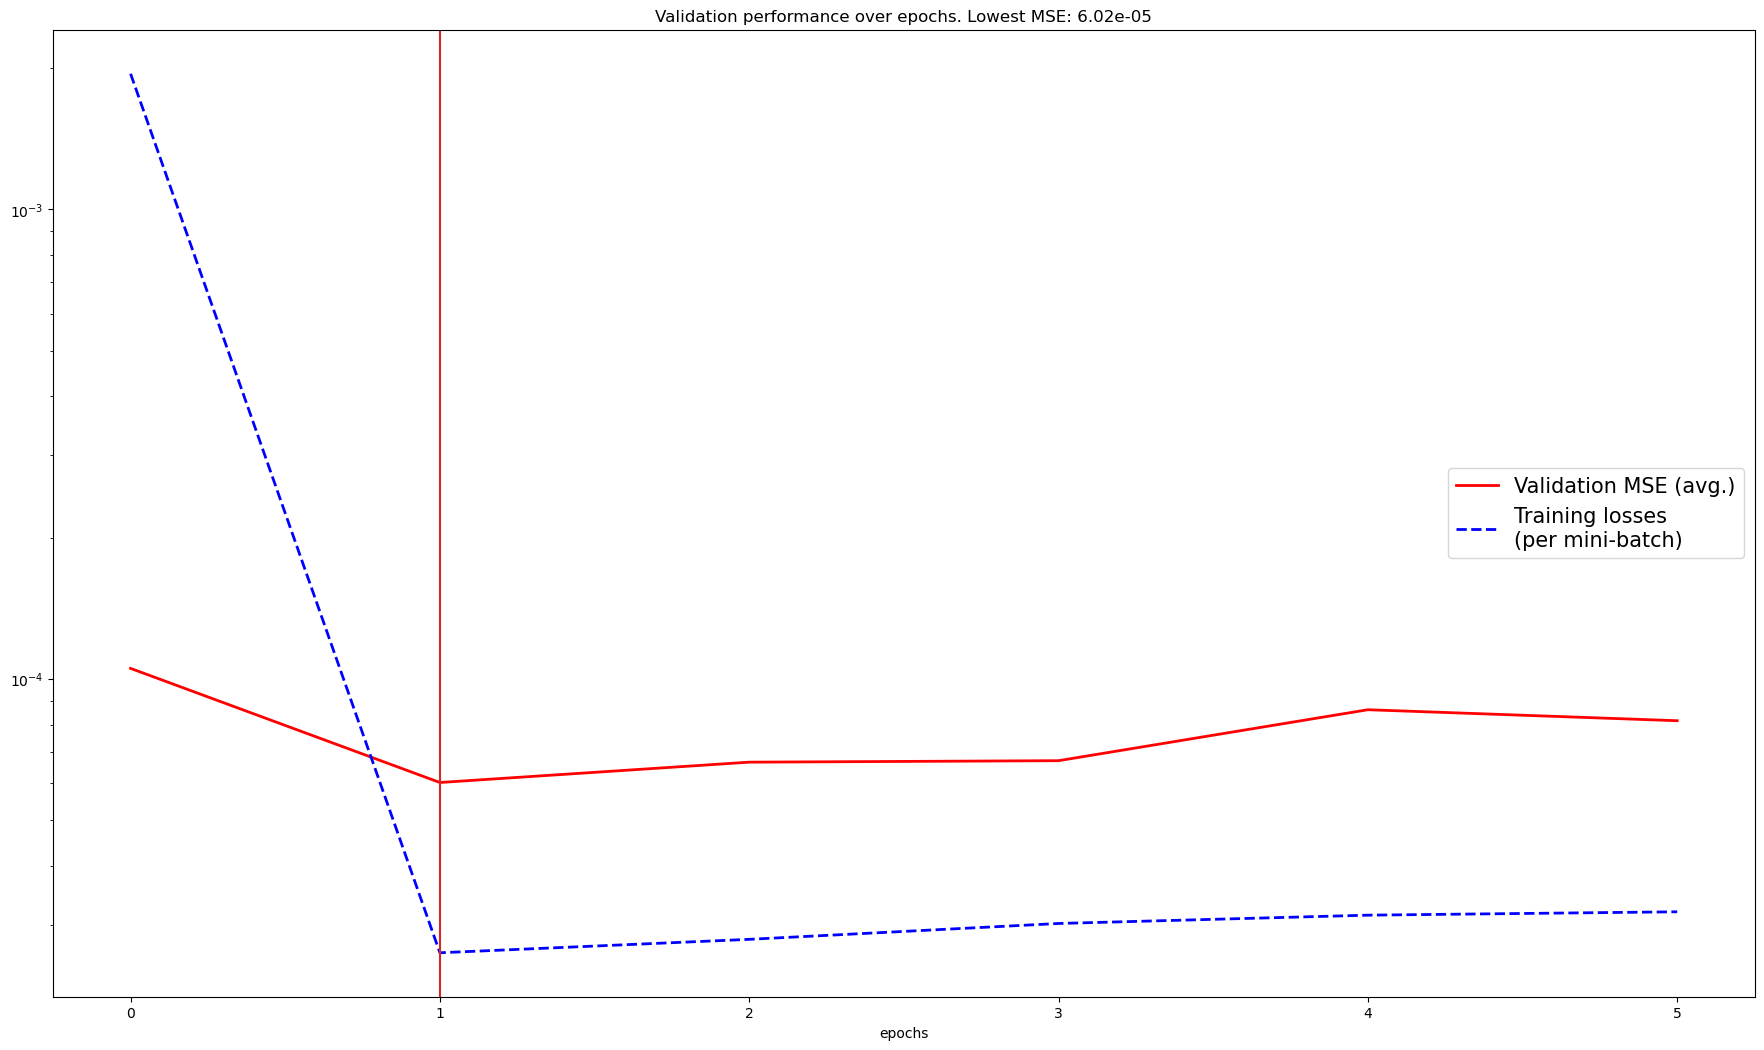 Validation performance over epochs. Lowest MSE: 6.02e-05
10⁻³
10⁻⁴
Validation MSE (avg.)
Training losses
(per mini-batch)
0 1 2 3 4 5
epochs